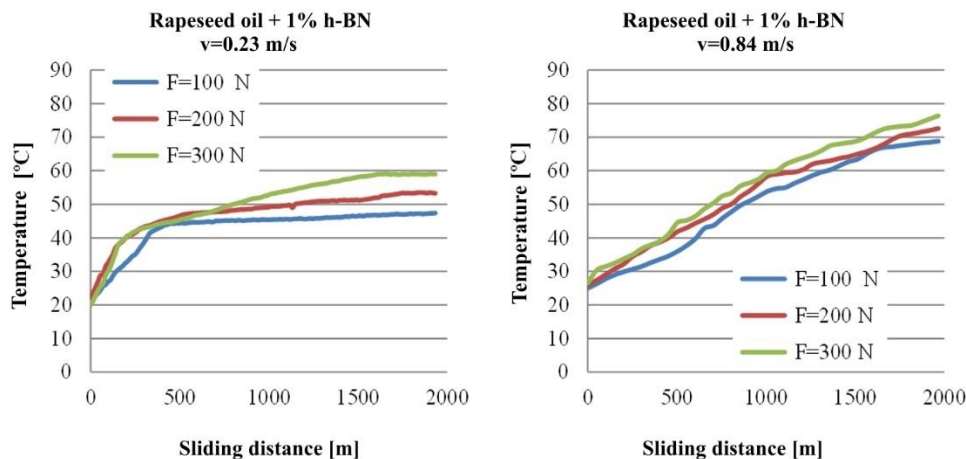 Rapeseed oil + 1% h-BN
v=0.23 m/s
90
80
70
60
50
40
30
20
10
0
Temperature [°C]
F=100 N
F=200 N
F=300 N
0 500 1000 1500 2000
Sliding distance [m]
Rapeseed oil + 1% h-BN
v=0.84 m/s
90
80
70
60
50
40
30
20
10
0
Temperature [°C]
F=100 N
F=200 N
F=300 N
0 500 1000 1500 2000
Sliding distance [m]